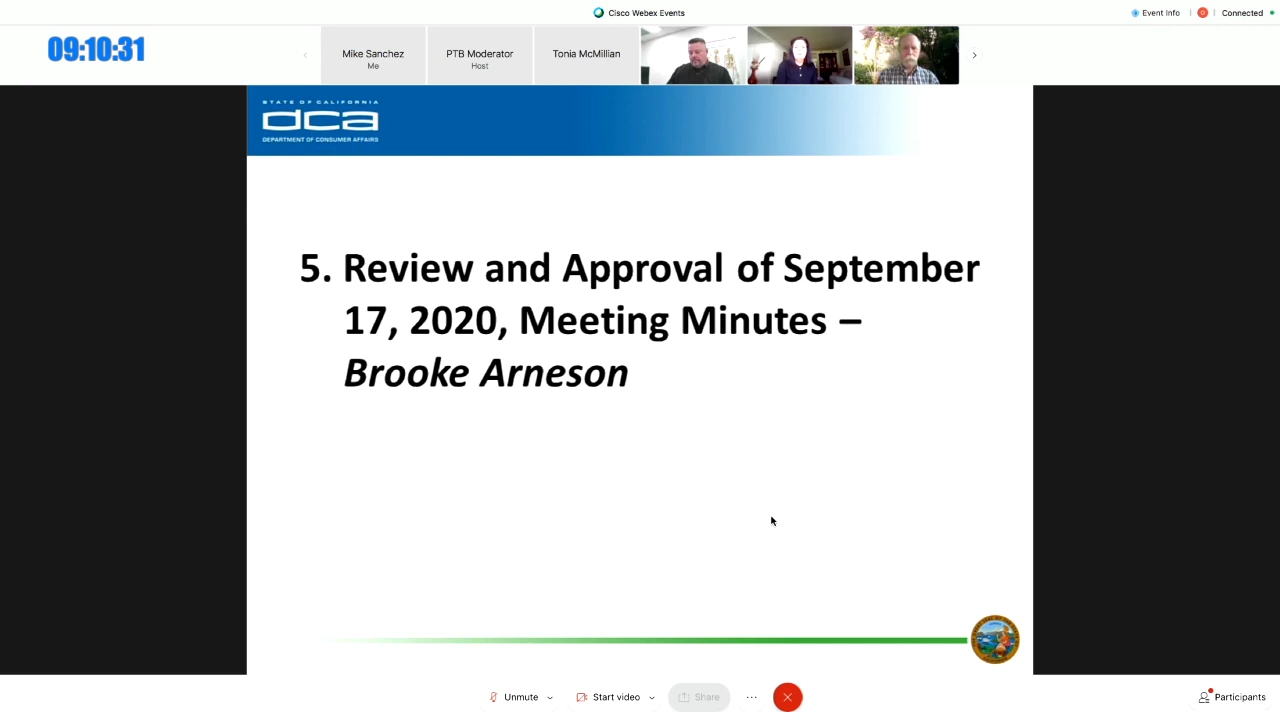 Cisco Webex Events
Event Info
Connected
09:10:31
Mike Sanchez
Me
PTB Moderator
Host
Tonia McMillian
STATE OF CALIFORNIA
dca
DEPARTMENT OF CONSUMER AFFAIRS
5. Review and Approval of September
17, 2020, Meeting Minutes –
Brooke Arneson
Unmute
Start video
Share
Participants